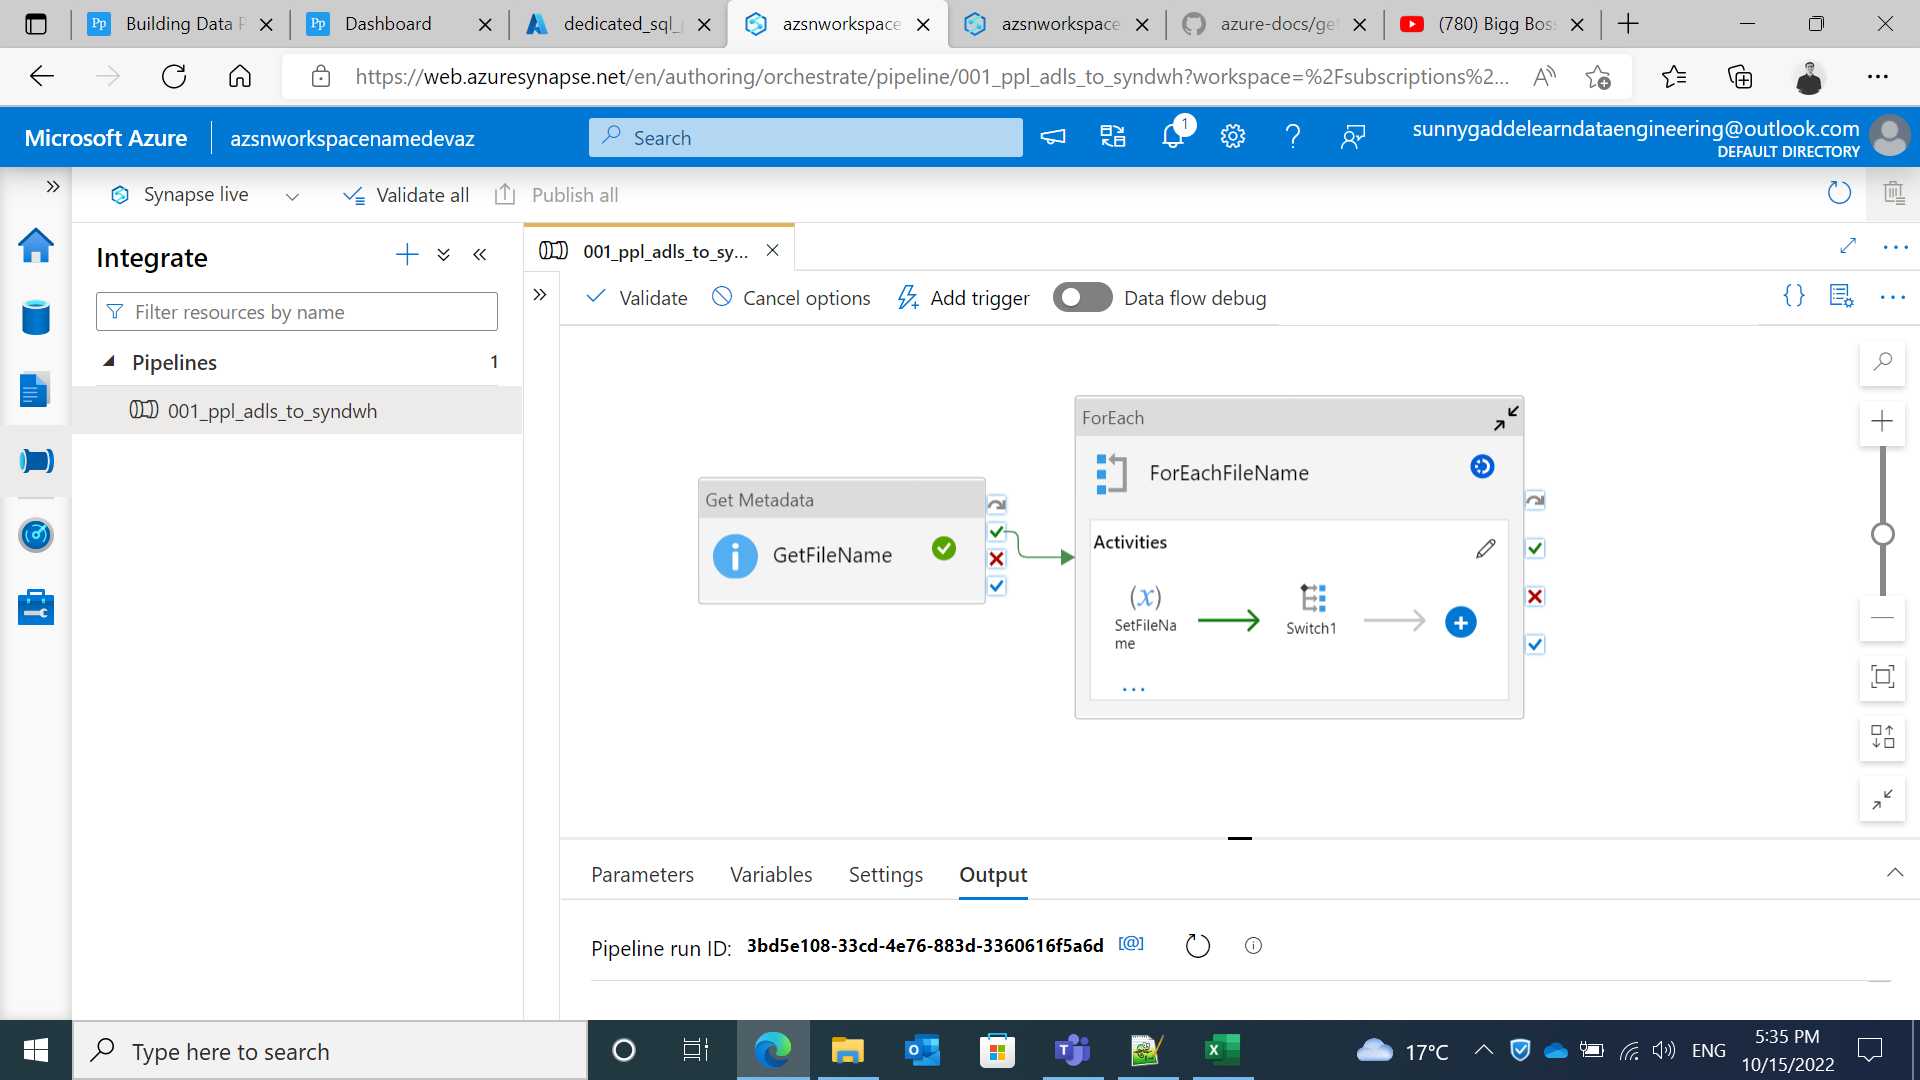 Building Data P
Dashboard
dedicated_sql_p
azsnworkspace
azsnworkspace
azure-docs/get
(780) Bigg Bos
https://web.azuresynapse.net/en/authoring/orchestrate/pipeline/001_ppl_adls_to_syndwh?workspace=%2Fsubscriptions%2...
Microsoft Azure
azsnworkspacenamedevaz
Search
1
sunnygaddelearndataengineering@outlook.com
DEFAULT DIRECTORY
Synapse live
Validate all
Publish all
Integrate
Filter resources by name
Pipelines
1
001_ppl_adls_to_syndwh
001_ppl_adls_to_sy...
Validate
Cancel options
Add trigger
Data flow debug
Get Metadata
GetFileName
ForEach
ForEachFileName
Activities
(x)
SetFileNa
me
Switch1
...
Parameters
Variables
Settings
Output
Pipeline run ID:
3bd5e108-33cd-4e76-883d-3360616f5a6d
[@]
Type here to search
17°C
ENG
5:35 PM
10/15/2022